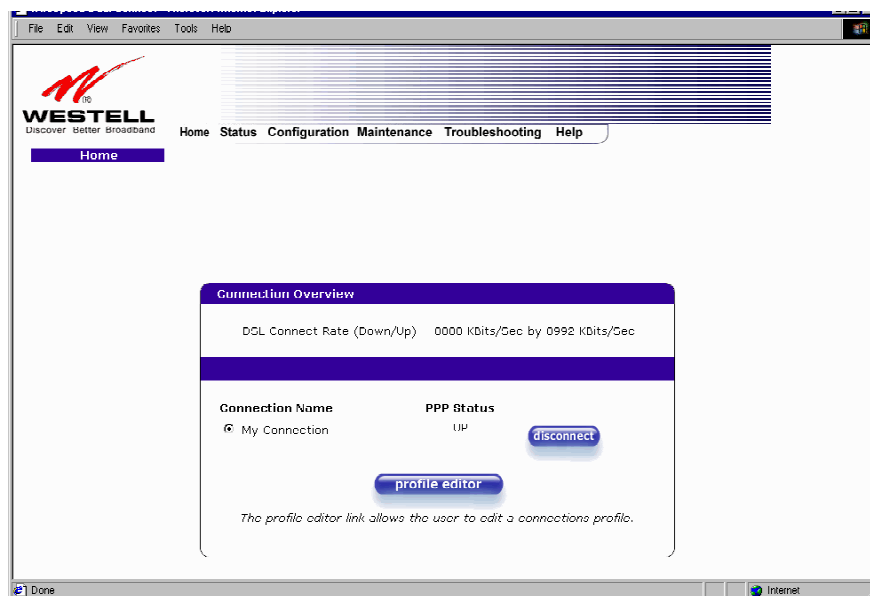 File Edit View Favorites Tools Help
WESTELL
Discover Better Broadband
Home Status Configuration Maintenance Troubleshooting Help
Home
Connection Overview
DSL Connect Rate (Down/Up) 0000 KBits/Sec by 0992 KBits/Sec
Connection Name PPP Status
My Connection UP disconnect
profile editor
The profile editor link allows the user to edit a connections profile.
Done Internet